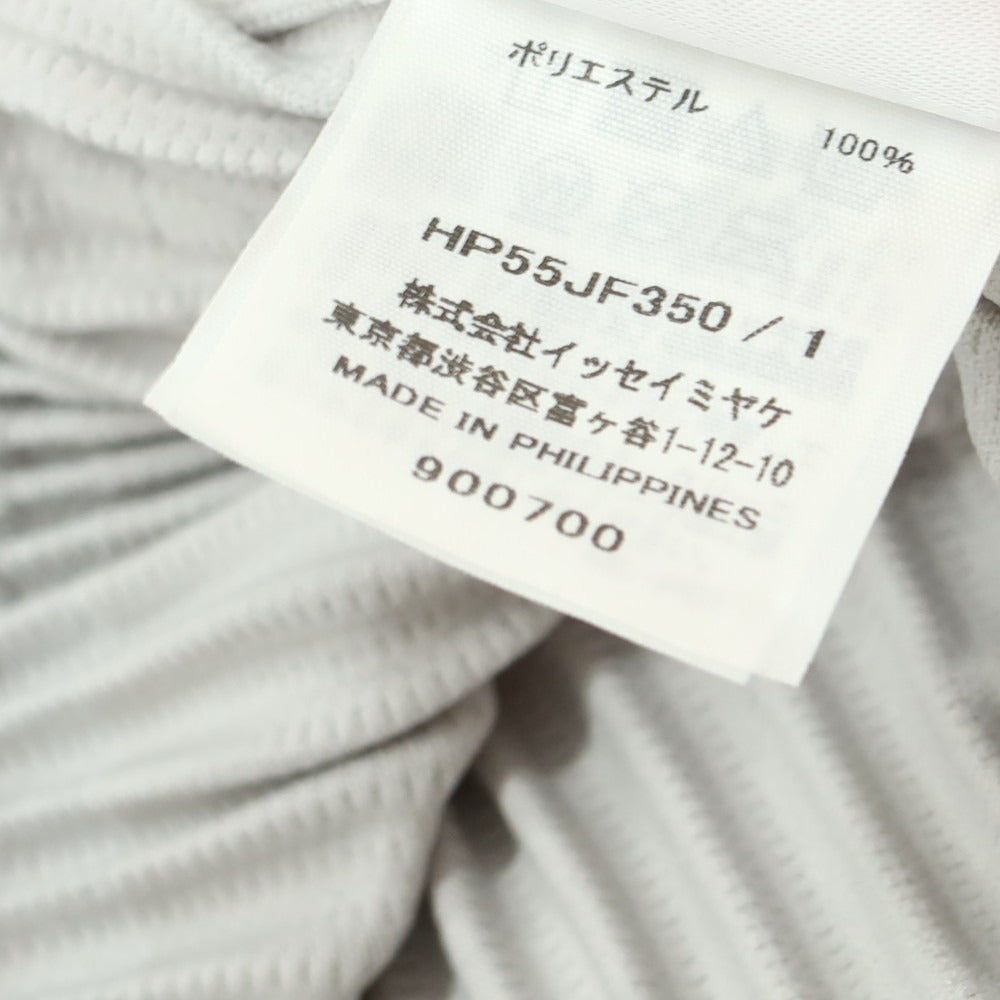 ポリエステル
100%
HP55JF350 / 1
株式会社イッセイミヤケ
東京都渋谷区富ヶ谷1-12-10
MADE IN PHILIPPINES
900700